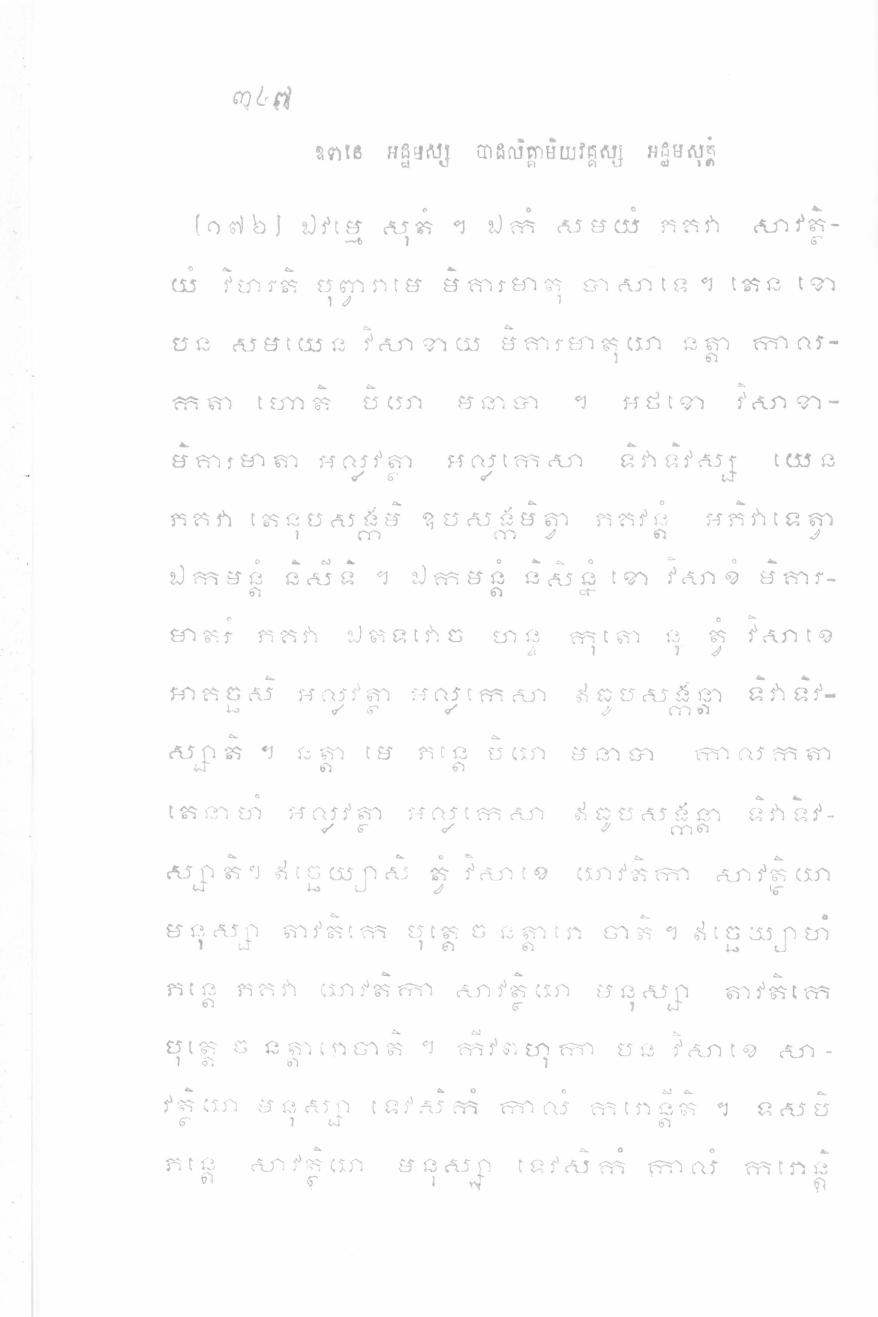 ៣៤៧
ឧទានេ អដ្ឋមស្ស បាដលិគ្គាមិយវគ្គស្ស អដ្ឋមសុត្តំ
[១៧៦] ឯវម្មេ សុតំ ។ ឯកំ សមយំ ភគវា សាវត្ថិ-
យំ វិហរតិ បុព្វារាមេ មិគារមាតុ បាសាទេ។ តេន ខោ
បន សមយេន វិសាខាយ មិគារមាតុយា នត្តា កាល-
កតា ហោតិ បិយា មនាបា ។ អថខោ វិសាខា-
មិគារមាតា អល្លវត្ថា អល្លកេសា ទិវាទិវស្ស យេន
ភគវា តេនុបសង្កមិ ឧបសង្កមិត្វា ភគវន្តំ អភិវាទេត្វា
ឯកមន្តំ និសីទិ ។ ឯកមន្តំ និសិន្នំ ខោ វិសាខំ មិគារ-
មាតរំ ភគវា ឯតទវោច ហន្ទ កុតោ នុ ត្វំ វិសាខេ
អាគច្ឆសិ អល្លវត្ថា អល្លកេសា ឥធូបសង្កន្តា ទិវាទិវ-
ស្សាតិ ។ នត្តា មេ ភន្តេ បិយា មនាបា កាលកតា
តេនាហំ អល្លវត្ថា អល្លកេសា ឥធូបសង្កន្តា ទិវាទិវ-
ស្សាតិ។ ឥច្ឆេយ្យាសិ ត្វំ វិសាខេ យាវតិកា សាវត្ថិយា
មនុស្សា តាវតិកេ បុត្តេ ច នត្តារោ ចាតិ ។ ឥច្ឆេយ្យាហំ
ភន្តេ ភគវា យាវតិកា សាវត្ថិយា មនុស្សា តាវតិកេ
បុត្តេ ច នត្តារោចាតិ ។ កីវពហុកា បន វិសាខេ សា-
វត្ថិយា មនុស្សា ទេវសិកំ កាលំ ករោន្តីតិ ។ ទសបិ
ភន្តេ សាវត្ថិយា មនុស្សា ទេវសិកំ កាលំ ករោន្តិ